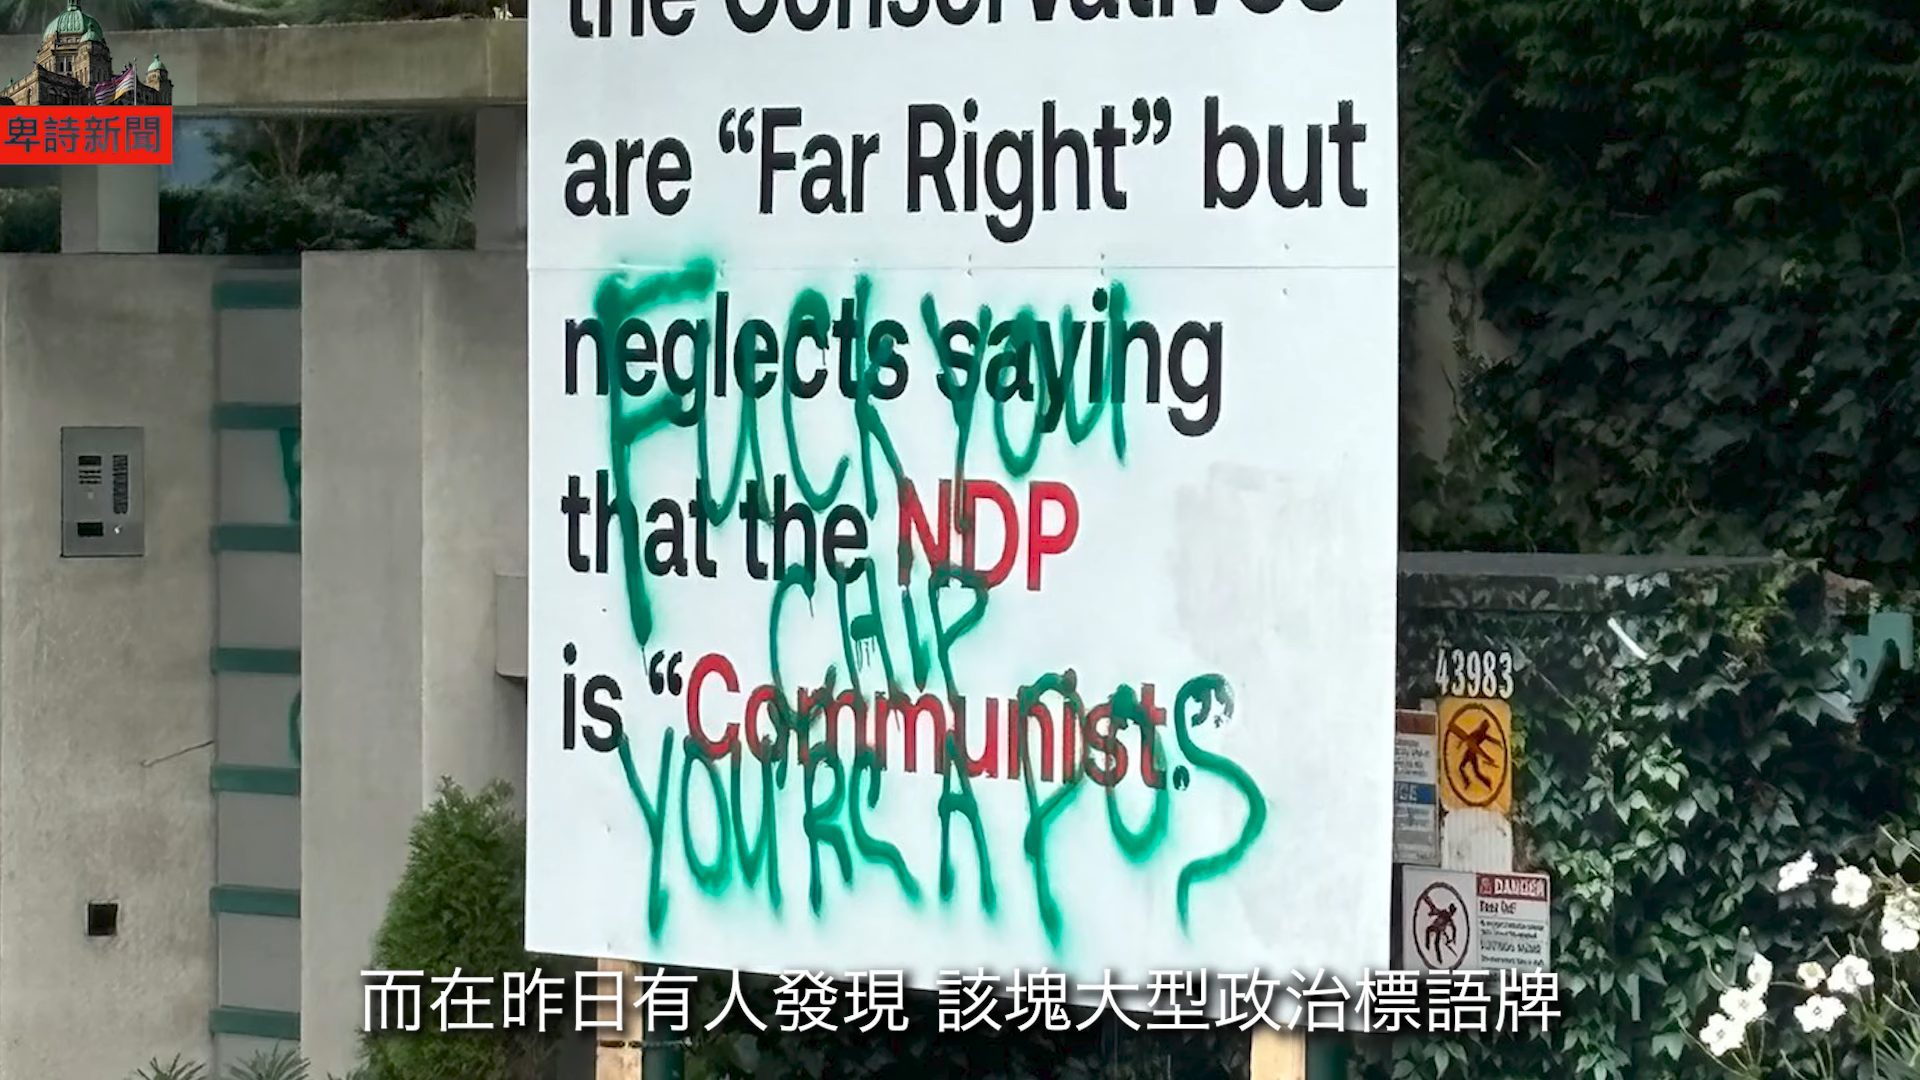 卑詩新聞
the Conservatives
are “Far Right” but
neglects saying
that the NDP
is “Communist.”
FUCK YOU
CHIP
YOU'RE A POS
43983
DANGER
而在昨日有人發現 該塊大型政治標語牌